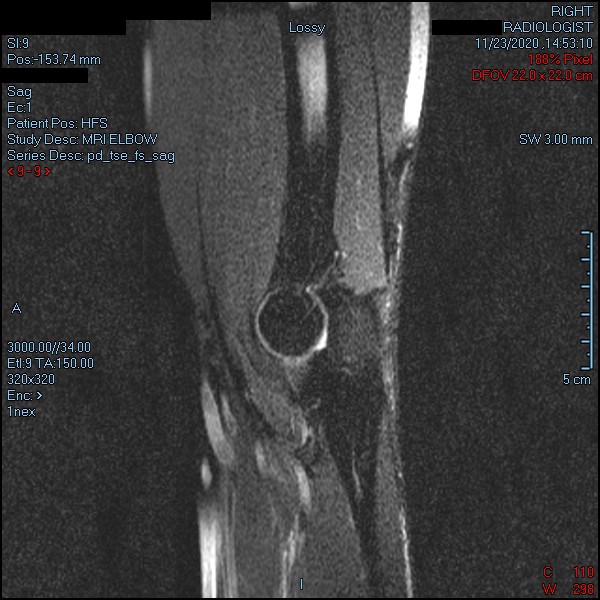 RIGHT
Lossy
RADIOLOGIST
SI:9
11/23/2020 ,14:53:10
Pos:-153.74 mm
188% Pixel
DFOV 22.0 x 22.0 cm
Sag
Ec:1
Patient Pos: HFS
Study Desc: MRI ELBOW
SW 3.00 mm
Series Desc: pd_tse_fs_sag
< 9 - 9 >
A
3000.00//34.00
Etl:9 TA:150.00
320x320
5 cm
Enc: >
1nex
C 110
I
W 298